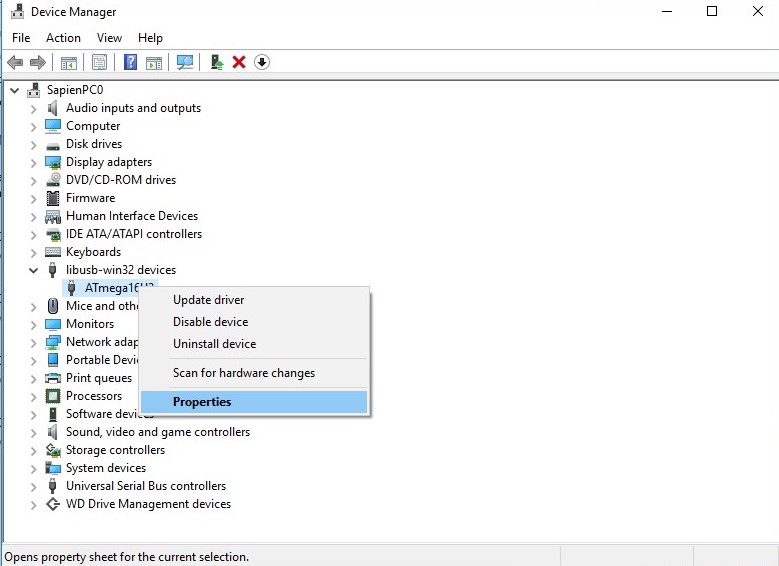 Device Manager
File Action View Help
SapienPC0
Audio inputs and outputs
Computer
Disk drives
Display adapters
DVD/CD-ROM drives
Firmware
Human Interface Devices
IDE ATA/ATAPI controllers
Keyboards
libusb-win32 devices
ATmega16U2
Mice and othe
Monitors
Network adap
Portable Devi
Print queues
Processors
Software devic
Sound, video and game controllers
Storage controllers
System devices
Universal Serial Bus controllers
WD Drive Management devices
Update driver
Disable device
Uninstall device
Scan for hardware changes
Properties
Opens property sheet for the current selection.